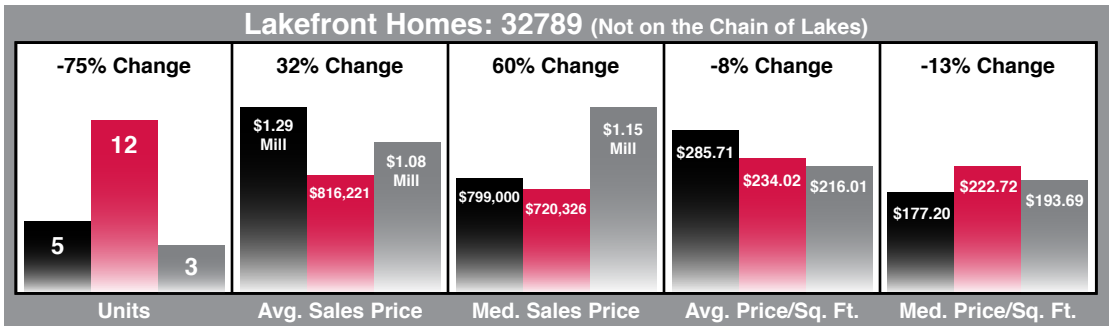 Lakefront Homes: 32789 (Not on the Chain of Lakes)
-75% Change
5
12
3
Units
32% Change
$1.29
Mill
$816,221
$1.08
Mill
Avg. Sales Price
60% Change
$799,000
$720,326
$1.15
Mill
Med. Sales Price
-8% Change
$285.71
$234.02
$216.01
Avg. Price/Sq. Ft.
-13% Change
$177.20
$222.72
$193.69
Med. Price/Sq. Ft.